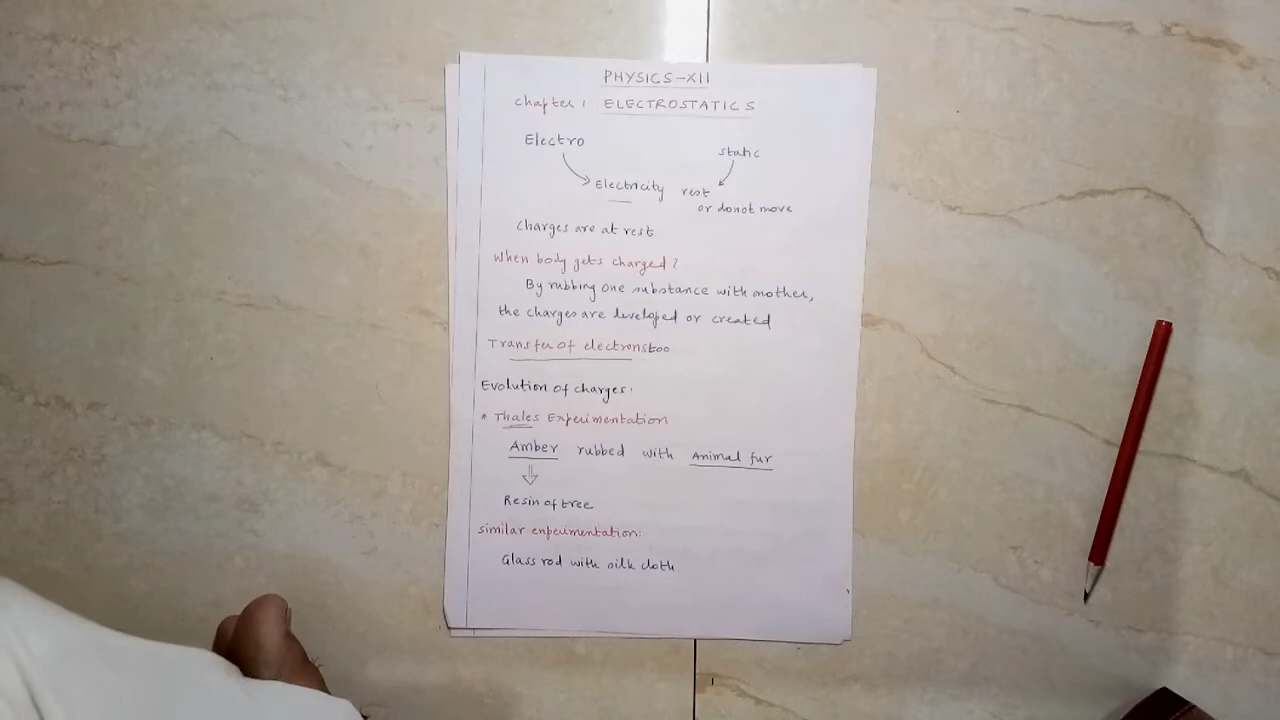 PHYSICS-XII
Chapter 1 ELECTROSTATICS
Electro static
Electricity rest
or donot move
Charges are at rest
When body gets charged?
By rubbing one substance with another,
the charges are developed or created
Transfer of electronstoo
Evolution of charges:
* Thales Experimentation
Amber rubbed with Animal fur
Resin of tree
Similar experimentation:
Glass rod with silk cloth.